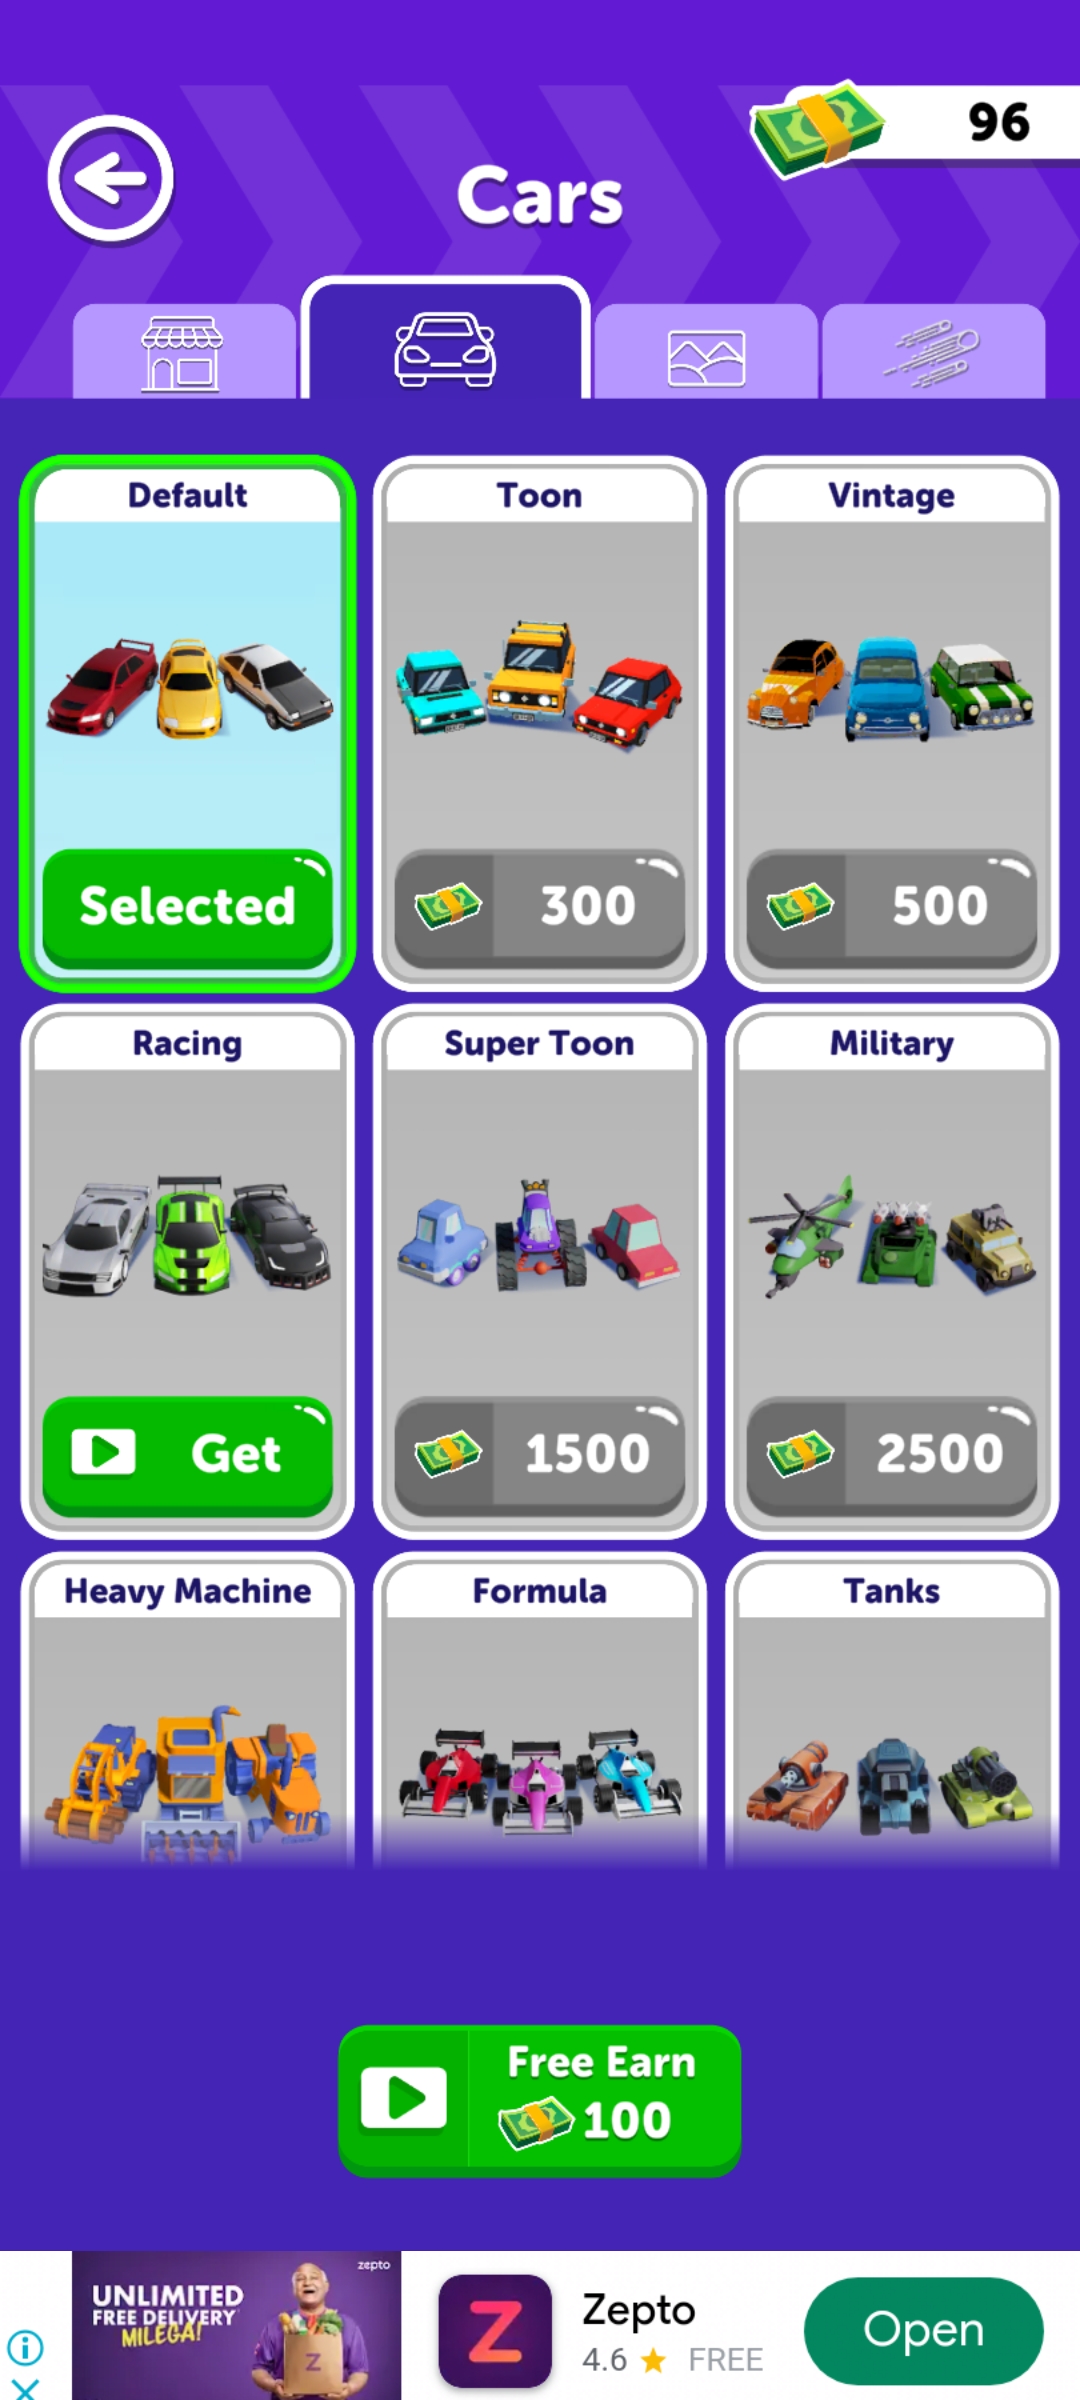 96
Cars
Default
Toon
Vintage
Selected
300
500
Racing
Super Toon
Military
Get
1500
2500
Heavy Machine
Formula
Tanks
Free Earn
100
zepto
UNLIMITED
FREE DELIVERY
MILEGA!
Z
Z
Zepto
4.6 ★ FREE
Open